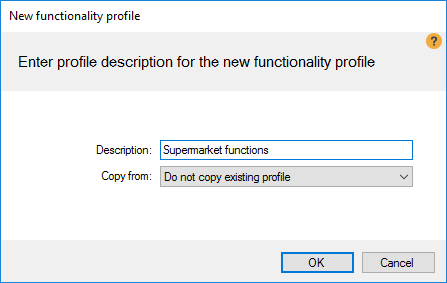 New functionality profile
?
Enter profile description for the new functionality profile
Description: Supermarket functions
Copy from: Do not copy existing profile
OK Cancel